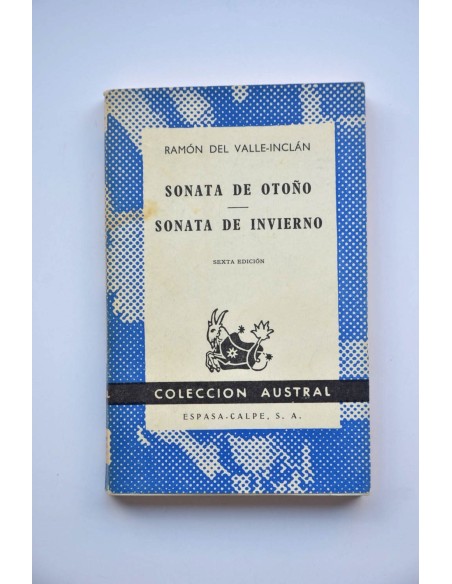 RAMÓN DEL VALLE-INCLÁN
SONATA DE OTOÑO
SONATA DE INVIERNO
SEXTA EDICIÓN
COLECCION AUSTRAL
ESPASA-CALPE, S. A.